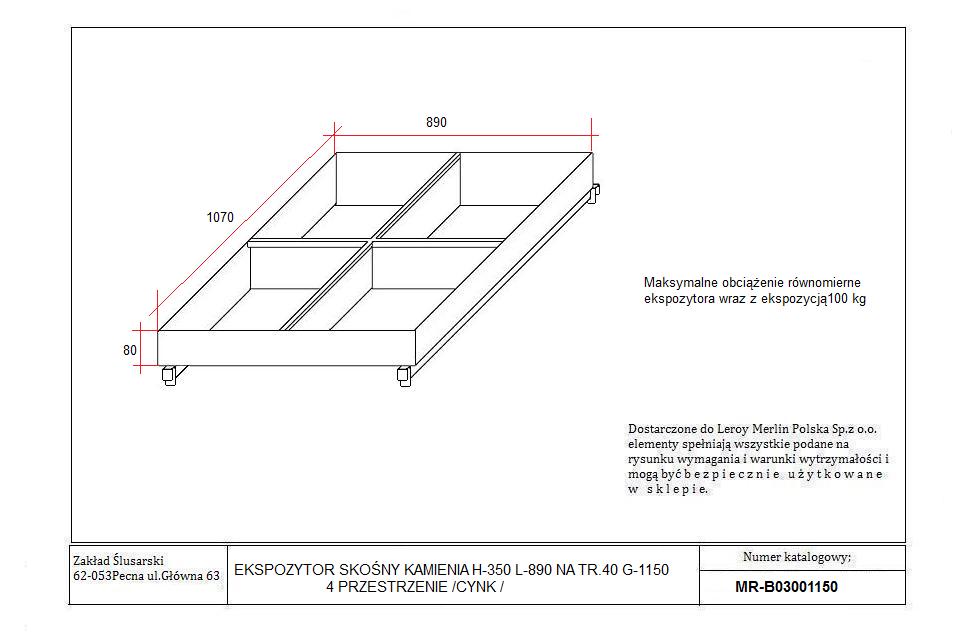 890
1070
80
Maksymalne obciążenie równomierne
ekspozytora wraz z ekspozycją100 kg
Dostarczone do Leroy Merlin Polska Sp.z o.o.
elementy spełniają wszystkie podane na
rysunku wymagania i warunki wytrzymałości i
mogą być b e z p i e c z n i e u ż y t k o w a n e
w s k l e p i e.
Zakład Ślusarski
62-053Pecna ul.Główna 63
EKSPOZYTOR SKOŚNY KAMIENIA H-350 L-890 NA TR.40 G-1150
4 PRZESTRZENIE /CYNK /
Numer katalogowy;
MR-B03001150